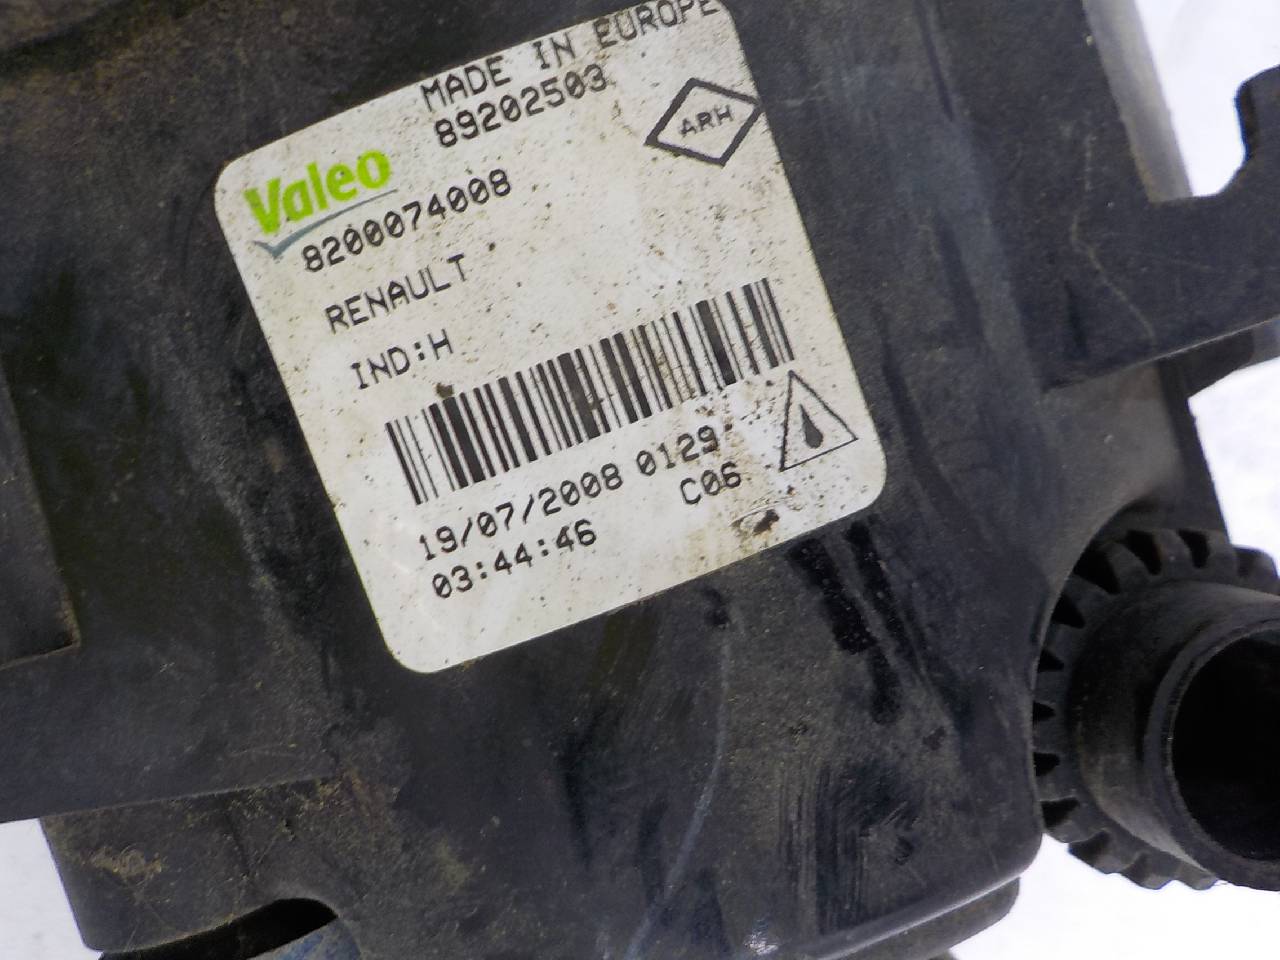 MADE IN EUROPE
89202503
ARH
Valeo
8200074008
RENAULT
IND:H
19/07/2008 0129
03:44:46 C06